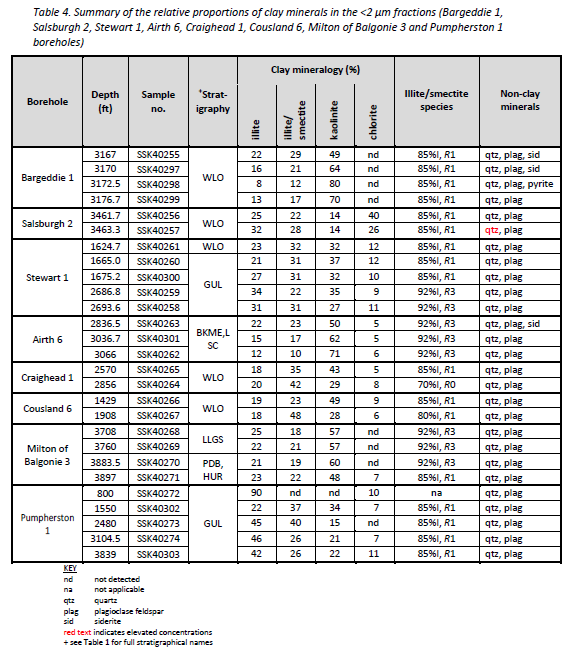 Table 4. Summary of the relative proportions of clay minerals in the <2 µm fractions (Bargeddie 1,
Salsburgh 2, Stewart 1, Airth 6, Craighead 1, Cousland 6, Milton of Balgonie 3 and Pumpherston 1
boreholes)
Borehole Depth (ft) Sample no. +Strat-igraphy Clay mineralogy (%) Illite/smectite species Non-clay minerals
illite illite/smectite kaolinite chlorite
Bargeddie 1 3167 SSK40255 WLO 22 29 49 nd 85%I, R1 qtz, plag, sid
3170 SSK40297 16 21 64 nd 85%I, R1 qtz, plag, sid
3172.5 SSK40298 8 12 80 nd 85%I, R1 qtz, plag, pyrite
3176.7 SSK40299 13 17 70 nd 85%I, R1 qtz, plag
Salsburgh 2 3461.7 SSK40256 WLO 25 22 14 40 85%I, R1 qtz, plag
3463.3 SSK40257 32 28 14 26 85%I, R1 qtz, plag
Stewart 1 1624.7 SSK40261 WLO 23 32 32 12 85%I, R1 qtz, plag
1665.0 SSK40260 GUL 21 31 37 12 85%I, R1 qtz, plag
1675.2 SSK40300 27 31 32 10 85%I, R1 qtz, plag
2686.8 SSK40259 34 22 35 9 92%I, R3 qtz, plag
2693.6 SSK40258 31 31 27 11 92%I, R3 qtz, plag
Airth 6 2836.5 SSK40263 BKME,LSC 22 23 50 5 92%I, R3 qtz, plag, sid
3036.7 SSK40301 15 17 62 5 92%I, R3 qtz, plag
3066 SSK40262 12 10 71 6 92%I, R3 qtz, plag
Craighead 1 2570 SSK40265 WLO 18 35 43 5 85%I, R1 qtz, plag
2856 SSK40264 20 42 29 8 70%I, R0 qtz, plag
Cousland 6 1429 SSK40266 WLO 19 23 49 9 85%I, R1 qtz, plag
1908 SSK40267 18 48 28 6 80%I, R1 qtz, plag
Milton of Balgonie 3 3708 SSK40268 LLGS 25 18 57 nd 92%I, R3 qtz, plag
3760 SSK40269 22 21 57 nd 92%I, R3 qtz, plag
3883.5 SSK40270 PDB, HUR 21 19 60 nd 92%I, R3 qtz, plag
3897 SSK40271 23 22 48 7 85%I, R1 qtz, plag
Pumpherston 1 800 SSK40272 GUL 90 nd nd 10 na qtz, plag
1550 SSK40302 22 37 34 7 85%I, R1 qtz, plag
2480 SSK40273 45 40 15 nd 85%I, R1 qtz, plag
3104.5 SSK40274 46 26 21 7 85%I, R1 qtz, plag
3839 SSK40303 42 26 22 11 85%I, R1 qtz, plag
KEY
nd not detected
na not applicable
qtz quartz
plag plagioclase feldspar
sid siderite
red text indicates elevated concentrations
+ see Table 1 for full stratigraphical names